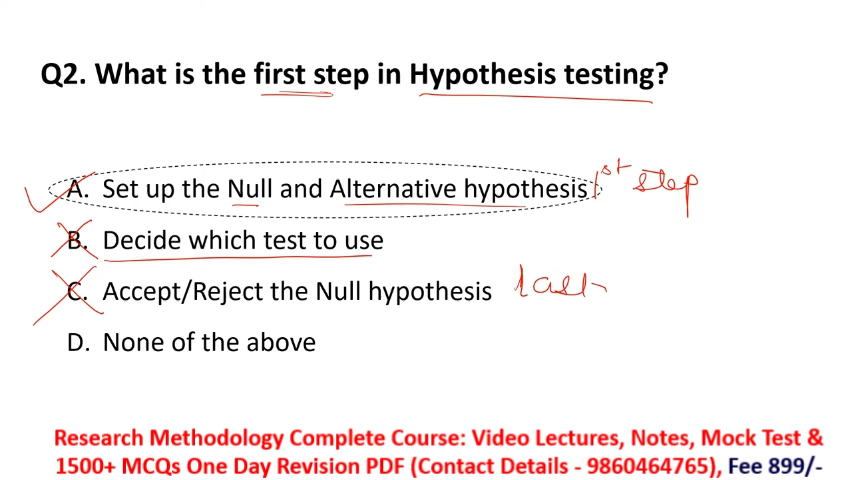 Q2. What is the first step in Hypothesis testing?
A. Set up the Null and Alternative hypothesis 1st step
B. Decide which test to use
C. Accept/Reject the Null hypothesis last
D. None of the above
Research Methodology Complete Course: Video Lectures, Notes, Mock Test &
1500+ MCQs One Day Revision PDF (Contact Details - 9860464765), Fee 899/-